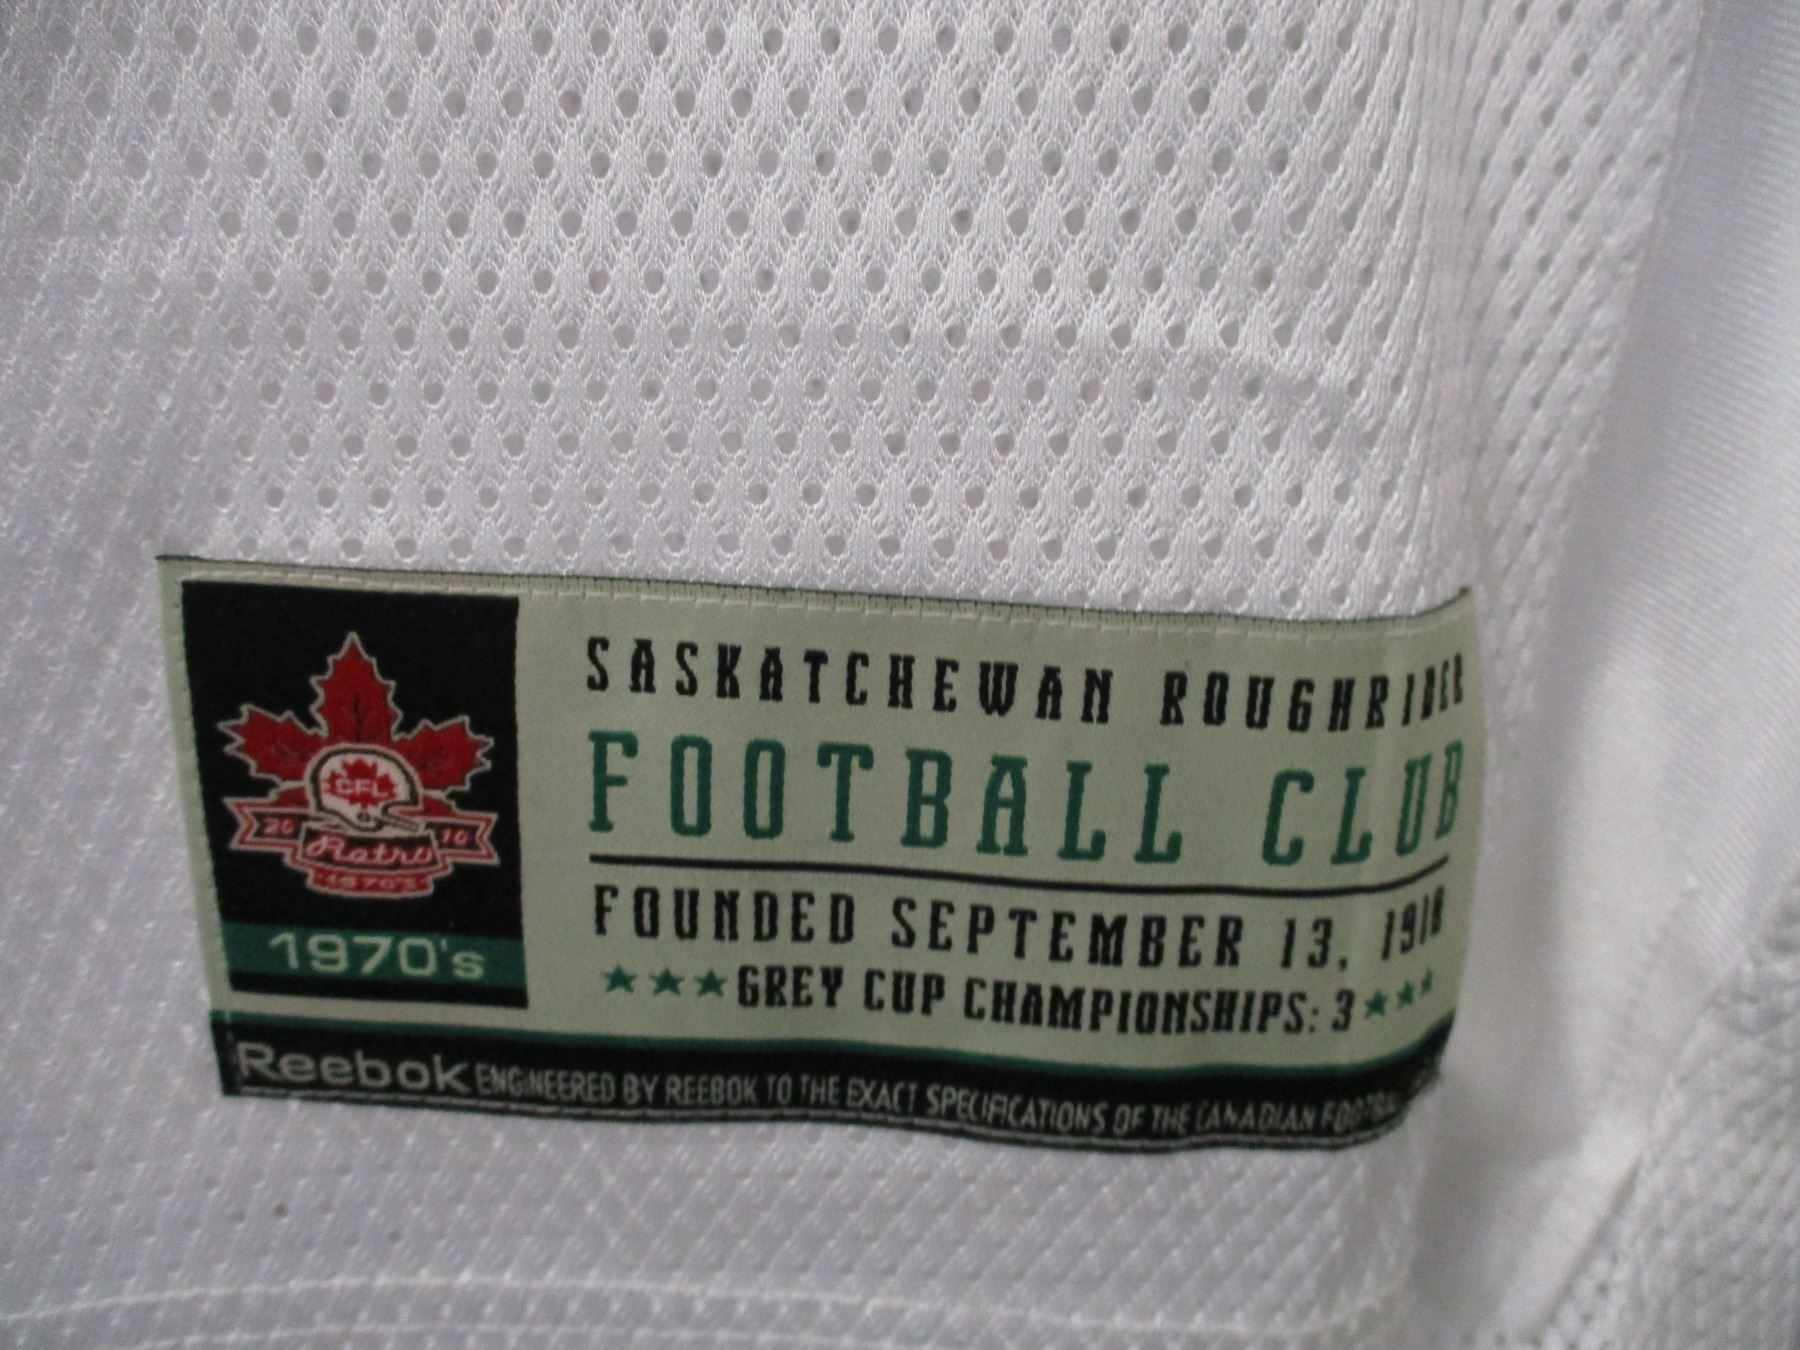 CFL
20 10
Retro
1970's
1970's
SASKATCHEWAN ROUGHRIDER
FOOTBALL CLUB
FOUNDED SEPTEMBER 13, 1910
★★★GREY CUP CHAMPIONSHIPS: 3★★★
Reebok ENGINEERED BY REEBOK TO THE EXACT SPECIFICATIONS OF THE CANADIAN